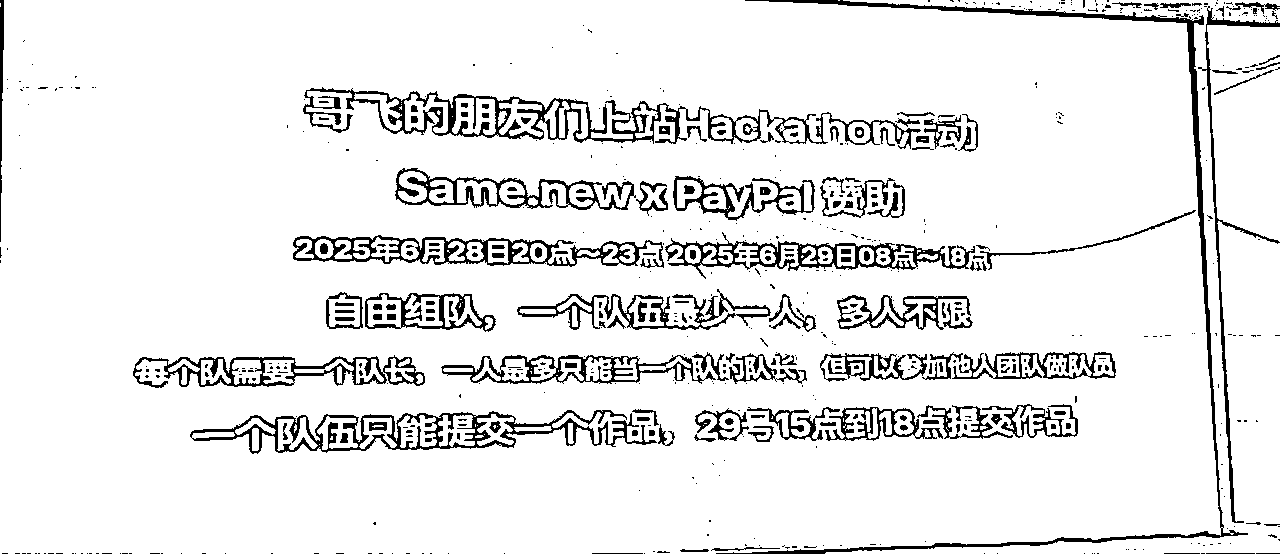 哥飞的朋友们上站Hackathon活动
Same.new x PayPal 赞助
2025年6月28日20点～23点 2025年6月29日08点～18点
自由组队，一个队伍最少一人，多人不限
每个队需要一个队长，一人最多只能当一个队的队长，但可以参加他人团队做队员
一个队伍只能提交一个作品，29号15点到18点提交作品